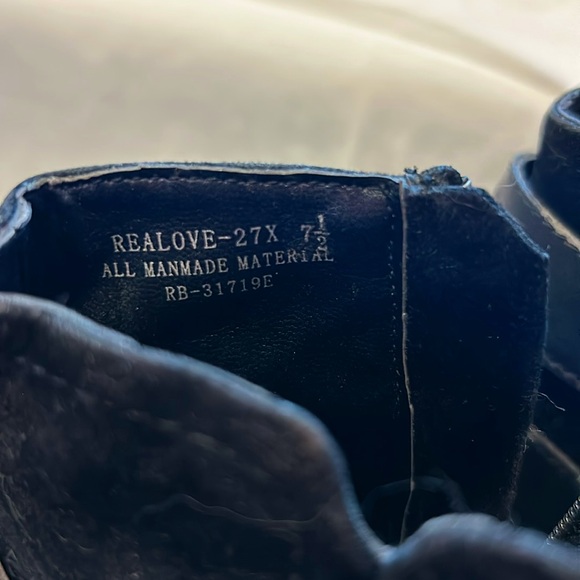 REALOVE-27X 7½
ALL MANMADE MATERIAL
RB-31719E